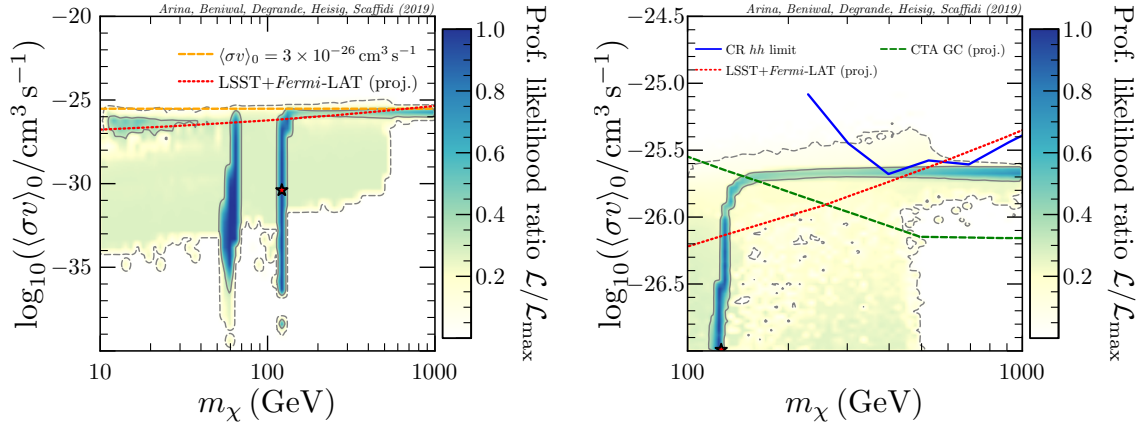 Arina, Beniwal, Degrande, Heisig, Scaffidi (2019)
⟨σv⟩₀ = 3 × 10⁻²⁶ cm³ s⁻¹
LSST+Fermi-LAT (proj.)
log₁₀(⟨σv⟩₀/cm³ s⁻¹)
−20
−25
−30
−35
10
100
1000
m_χ (GeV)
1.0
0.8
0.6
0.4
0.2
Prof. likelihood ratio ℒ/ℒ_max
Arina, Beniwal, Degrande, Heisig, Scaffidi (2019)
CR hh limit
CTA GC (proj.)
LSST+Fermi-LAT (proj.)
log₁₀(⟨σv⟩₀/cm³ s⁻¹)
−24.5
−25.0
−25.5
−26.0
−26.5
100
1000
m_χ (GeV)
1.0
0.8
0.6
0.4
0.2
Prof. likelihood ratio ℒ/ℒ_max